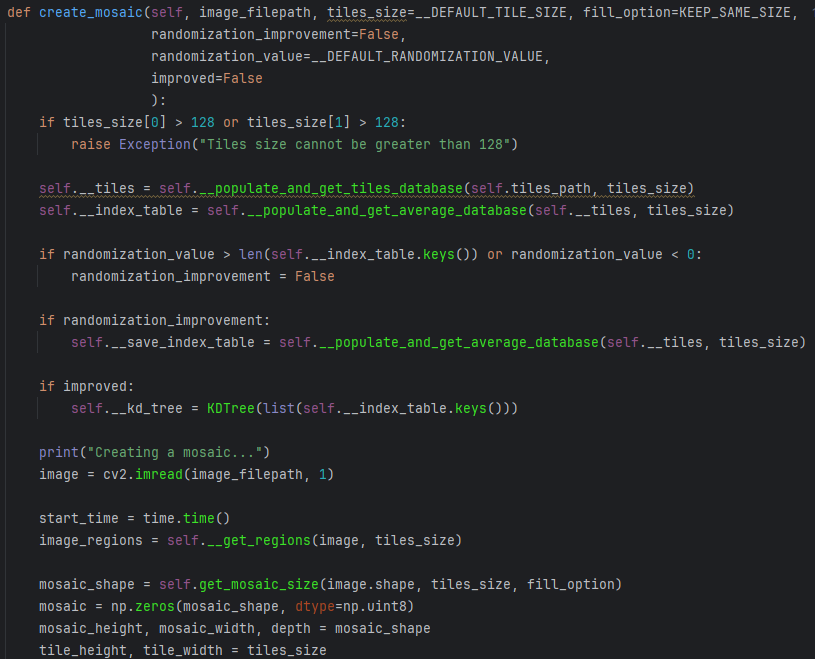 def create_mosaic(self, image_filepath, tiles_size=__DEFAULT_TILE_SIZE, fill_option=KEEP_SAME_SIZE,
                  randomization_improvement=False,
                  randomization_value=__DEFAULT_RANDOMIZATION_VALUE,
                  improved=False
                  ):
    if tiles_size[0] > 128 or tiles_size[1] > 128:
        raise Exception("Tiles size cannot be greater than 128")

    self.__tiles = self.__populate_and_get_tiles_database(self.tiles_path, tiles_size)
    self.__index_table = self.__populate_and_get_average_database(self.__tiles, tiles_size)

    if randomization_value > len(self.__index_table.keys()) or randomization_value < 0:
        randomization_improvement = False

    if randomization_improvement:
        self.__save_index_table = self.__populate_and_get_average_database(self.__tiles, tiles_size)

    if improved:
        self.__kd_tree = KDTree(list(self.__index_table.keys()))

    print("Creating a mosaic...")
    image = cv2.imread(image_filepath, 1)

    start_time = time.time()
    image_regions = self.__get_regions(image, tiles_size)

    mosaic_shape = self.get_mosaic_size(image.shape, tiles_size, fill_option)
    mosaic = np.zeros(mosaic_shape, dtype=np.uint8)
    mosaic_height, mosaic_width, depth = mosaic_shape
    tile_height, tile_width = tiles_size